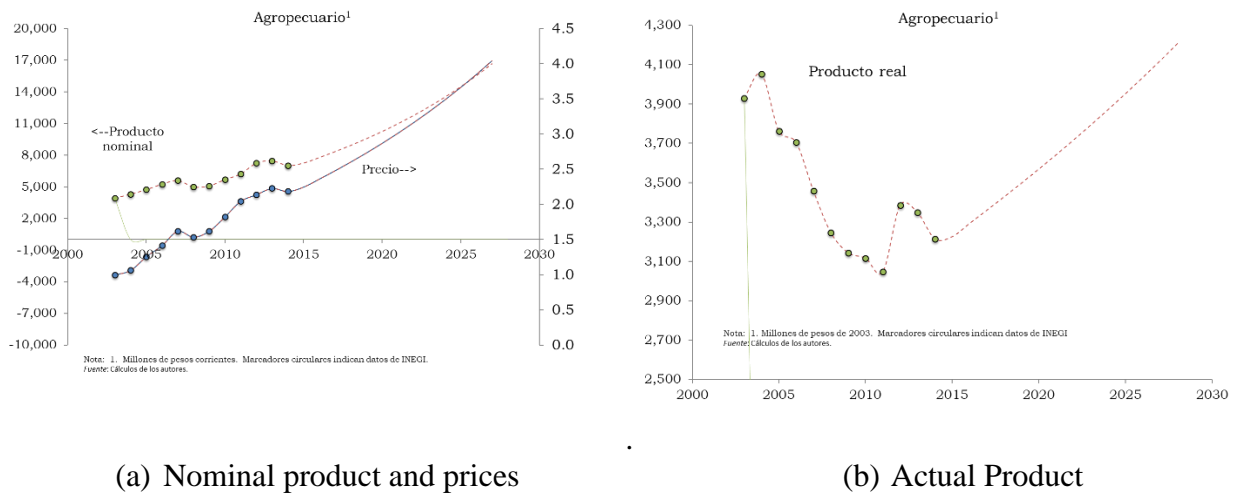 Agropecuario¹
20,000
17,000
14,000
11,000
8,000
5,000
2,000
-1,000
-4,000
-7,000
-10,000
4.5
4.0
3.5
3.0
2.5
2.0
1.5
1.0
0.5
0.0
<--Producto
nominal
Precio-->
2000 2005 2010 2015 2020 2025 2030
Nota: 1. Millones de pesos corrientes. Marcadores circulares indican datos de INEGI.
Fuente: Cálculos de los autores.
(a) Nominal product and prices
Agropecuario¹
4,300
4,100
3,900
3,700
3,500
3,300
3,100
2,900
2,700
2,500
Producto real
Nota: 1. Millones de pesos de 2003. Marcadores circulares indican datos de INEGI
Fuente: Cálculos de los autores.
2000 2005 2010 2015 2020 2025 2030
.
(b) Actual Product